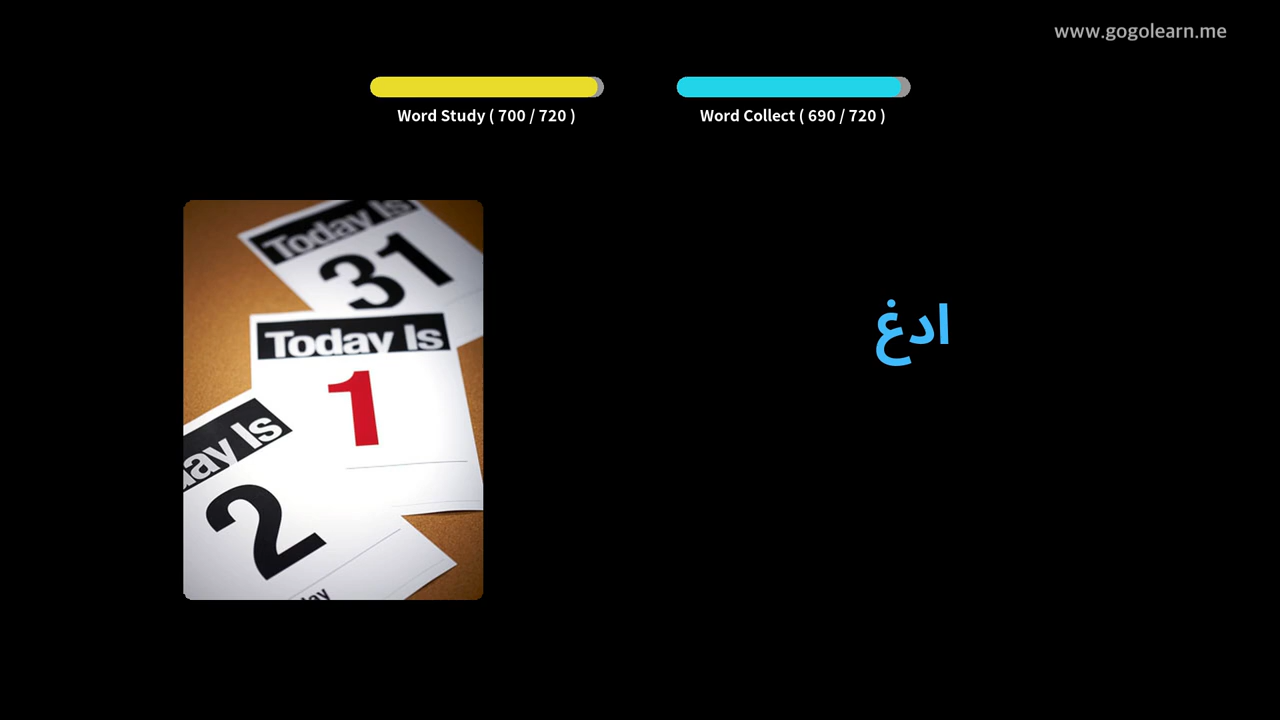 www.gogolearn.me
Word Study ( 700 / 720 )
Word Collect ( 690 / 720 )
Today Is
31
Today Is
1
ay Is
2
ادغ